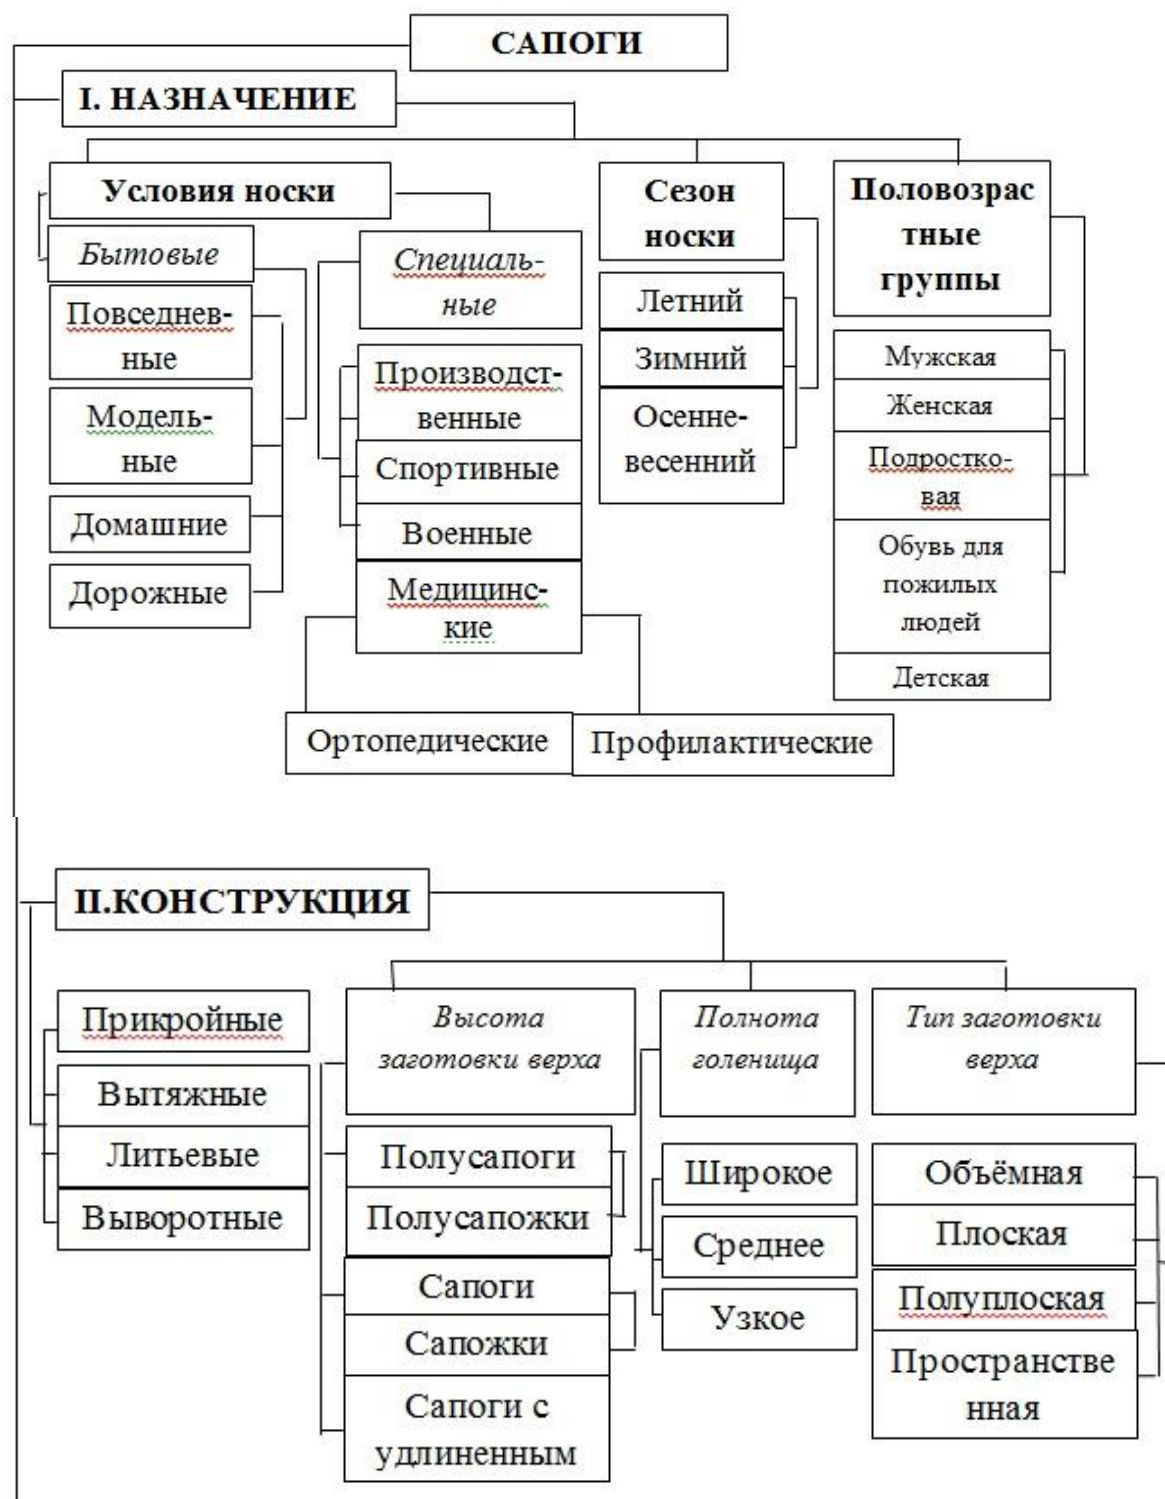 САПОГИ
I. НАЗНАЧЕНИЕ
Условия носки
Бытовые
Повседнев-
ные
Модель-
ные
Домашние
Дорожные
Специаль-
ные
Производст-
венные
Спортивные
Военные
Медицинс-
кие
Ортопедические
Профилактические
Сезон
носки
Летний
Зимний
Осенне-
весенний
Половозрас
тные
группы
Мужская
Женская
Подростко-
вая
Обувь для
пожилых
людей
Детская
II.КОНСТРУКЦИЯ
Прикройные
Вытяжные
Литьевые
Выворотные
Высота
заготовки верха
Полусапоги
Полусапожки
Сапоги
Сапожки
Сапоги с
удлиненным
Полнота
голенища
Широкое
Среднее
Узкое
Тип заготовки
верха
Объёмная
Плоская
Полуплоская
Пространстве
нная